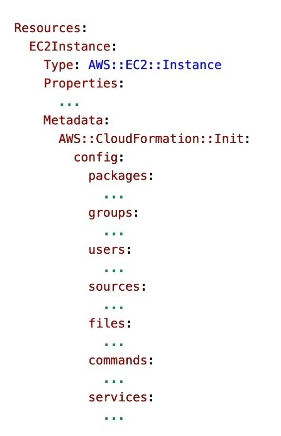 Resources:
  EC2Instance:
    Type: AWS::EC2::Instance
    Properties:
      ...
    Metadata:
      AWS::CloudFormation::Init:
        config:
          packages:
            ...
          groups:
            ...
          users:
            ...
          sources:
            ...
          files:
            ...
          commands:
            ...
          services:
            ...